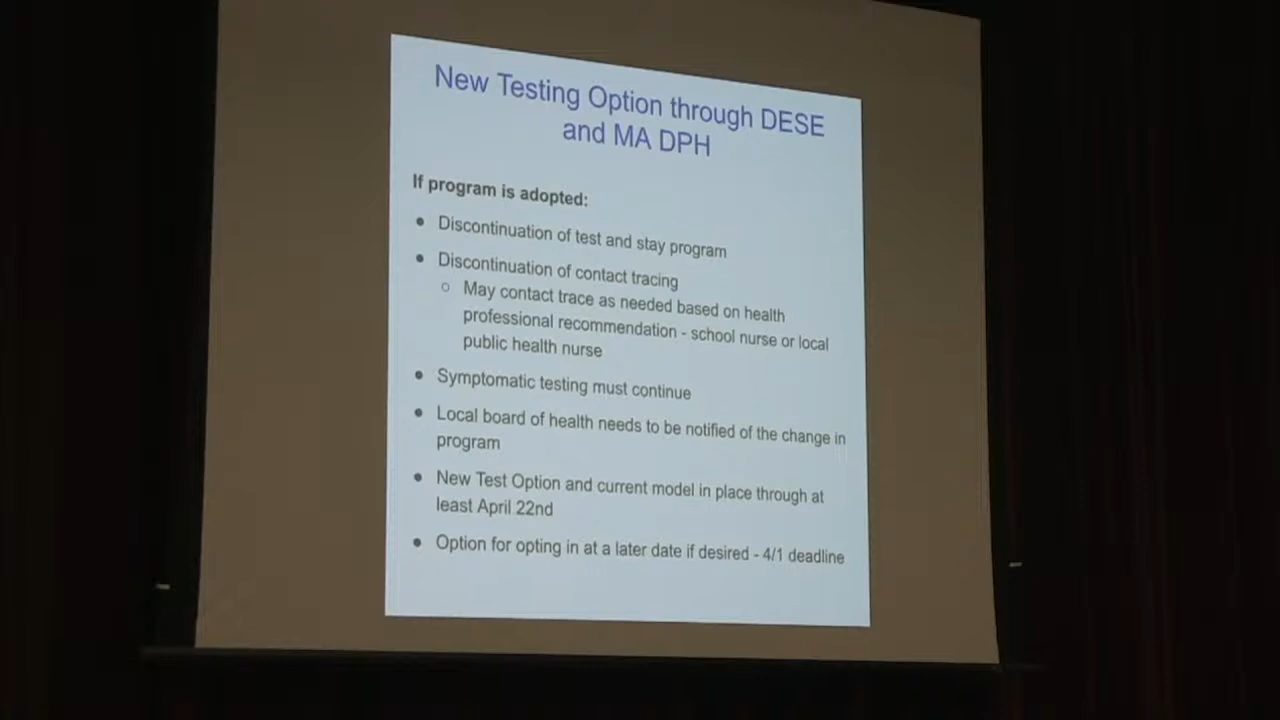 New Testing Option through DESE
and MA DPH
If program is adopted:
● Discontinuation of test and stay program
● Discontinuation of contact tracing
○ May contact trace as needed based on health
professional recommendation - school nurse or local
public health nurse
● Symptomatic testing must continue
● Local board of health needs to be notified of the change in
program
● New Test Option and current model in place through at
least April 22nd
● Option for opting in at a later date if desired - 4/1 deadline